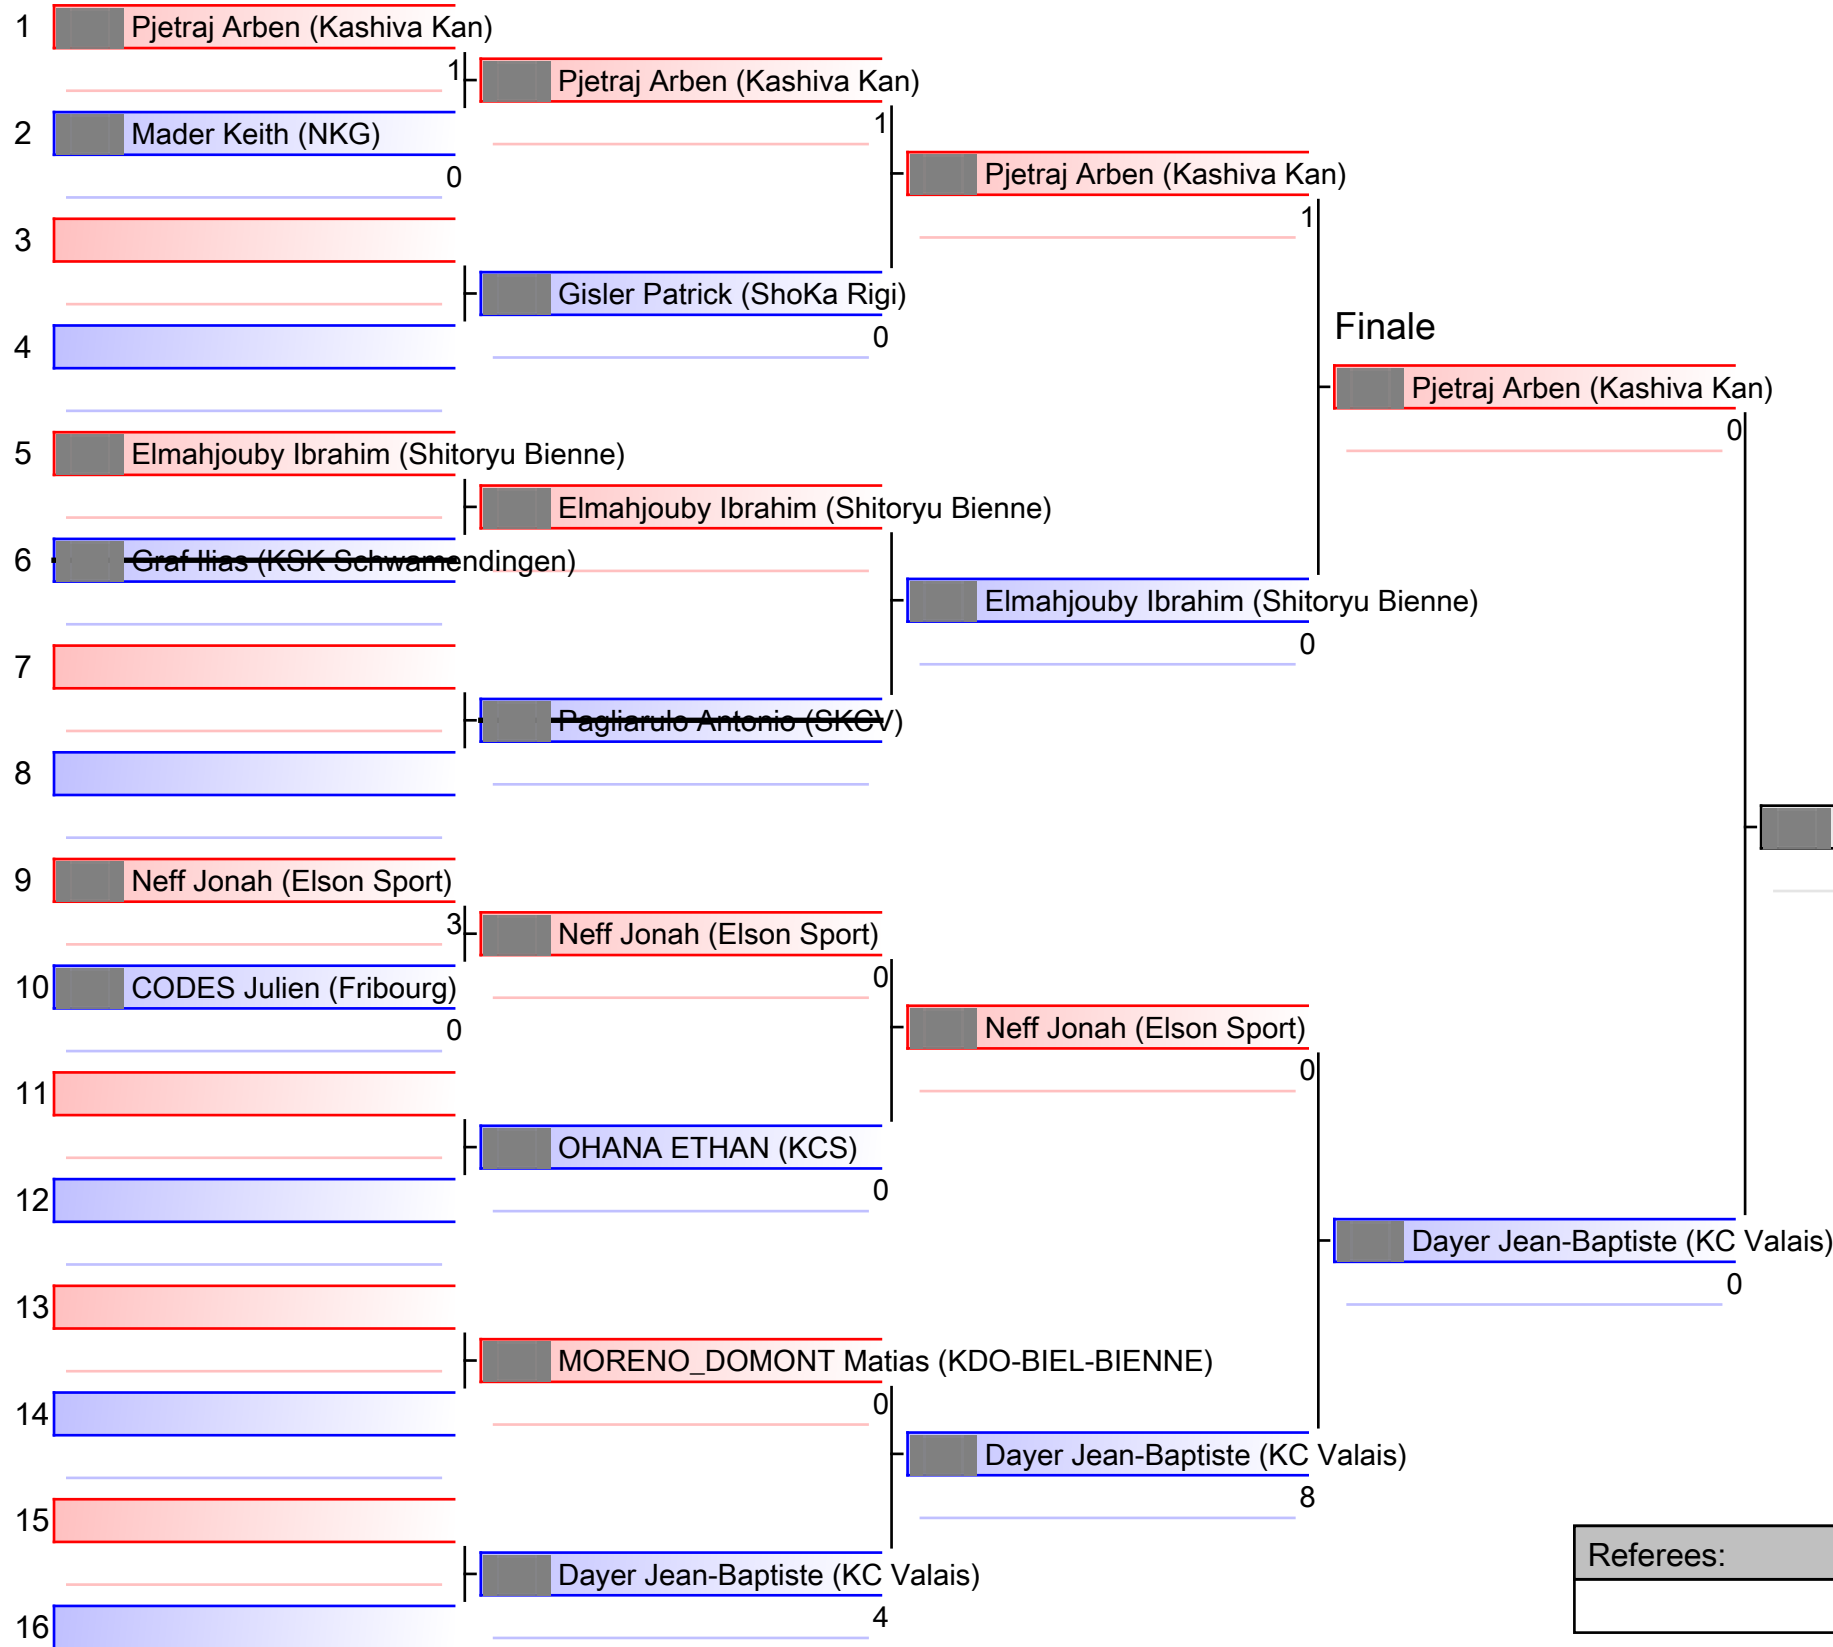 1 Pjetraj Arben (Kashiva Kan)
1
Pjetraj Arben (Kashiva Kan)
1
2 Mader Keith (NKG)
0
Pjetraj Arben (Kashiva Kan)
1
3
Gisler Patrick (ShoKa Rigi)
0
4
Finale
Pjetraj Arben (Kashiva Kan)
0
5 Elmahjouby Ibrahim (Shitoryu Bienne)
Elmahjouby Ibrahim (Shitoryu Bienne)
6 Graf Ilias (KSK Schwamendingen)
Elmahjouby Ibrahim (Shitoryu Bienne)
0
7
Pagliarulo Antonio (SKCV)
8
9 Neff Jonah (Elson Sport)
3
Neff Jonah (Elson Sport)
0
10 CODES Julien (Fribourg)
0
Neff Jonah (Elson Sport)
0
11
OHANA ETHAN (KCS)
0
12
Dayer Jean-Baptiste (KC Valais)
0
13
MORENO_DOMONT Matias (KDO-BIEL-BIENNE)
0
14
Dayer Jean-Baptiste (KC Valais)
8
15
Dayer Jean-Baptiste (KC Valais)
4
16
Referees: